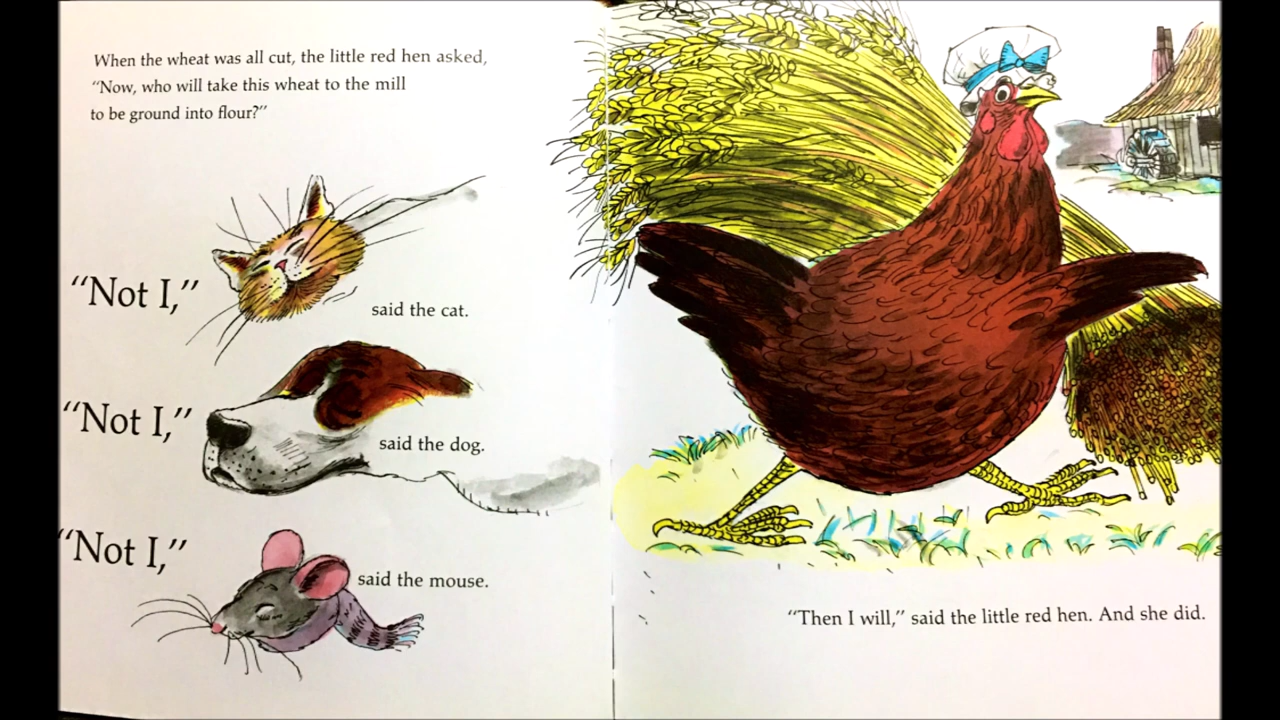 When the wheat was all cut, the little red hen asked,
“Now, who will take this wheat to the mill
to be ground into flour?”
“Not I,” said the cat.
“Not I,” said the dog.
“Not I,” said the mouse.
“Then I will,” said the little red hen. And she did.